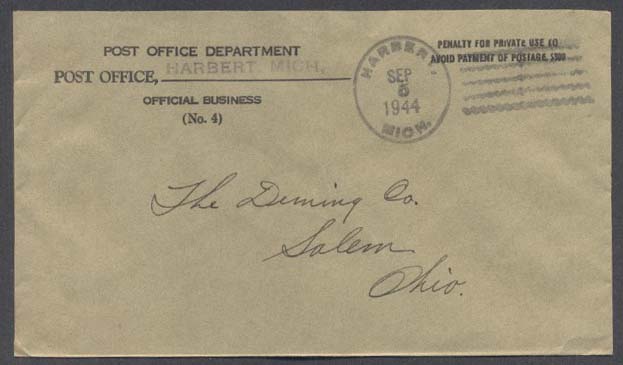 POST OFFICE DEPARTMENT
POST OFFICE, HARBERT MICH.
OFFICIAL BUSINESS
(No. 4)
HARBERT,
SEP
5
1944
MICH.
PENALTY FOR PRIVATE USE TO
AVOID PAYMENT OF POSTAGE, $300
The Deming Co.
Salem
Ohio.